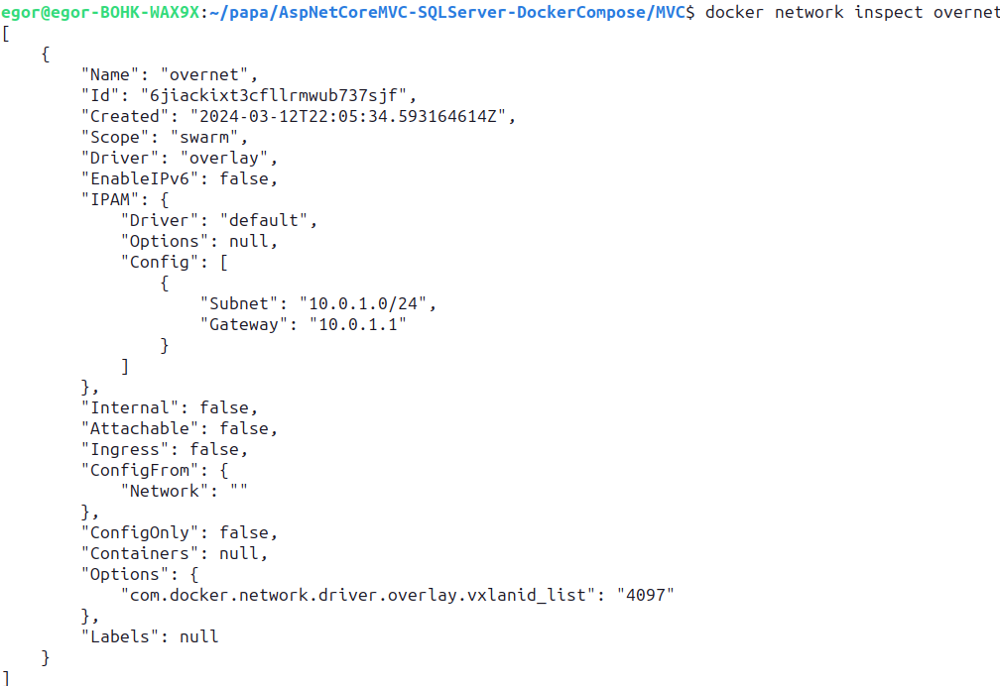 egor@egor-BOHK-WAX9X:~/papa/AspNetCoreMVC-SQLServer-DockerCompose/MVC$ docker network inspect overnet
[
    {
        "Name": "overnet",
        "Id": "6jiackixt3cfllrmwub737sjf",
        "Created": "2024-03-12T22:05:34.593164614Z",
        "Scope": "swarm",
        "Driver": "overlay",
        "EnableIPv6": false,
        "IPAM": {
            "Driver": "default",
            "Options": null,
            "Config": [
                {
                    "Subnet": "10.0.1.0/24",
                    "Gateway": "10.0.1.1"
                }
            ]
        },
        "Internal": false,
        "Attachable": false,
        "Ingress": false,
        "ConfigFrom": {
            "Network": ""
        },
        "ConfigOnly": false,
        "Containers": null,
        "Options": {
            "com.docker.network.driver.overlay.vxlanid_list": "4097"
        },
        "Labels": null
    }
]